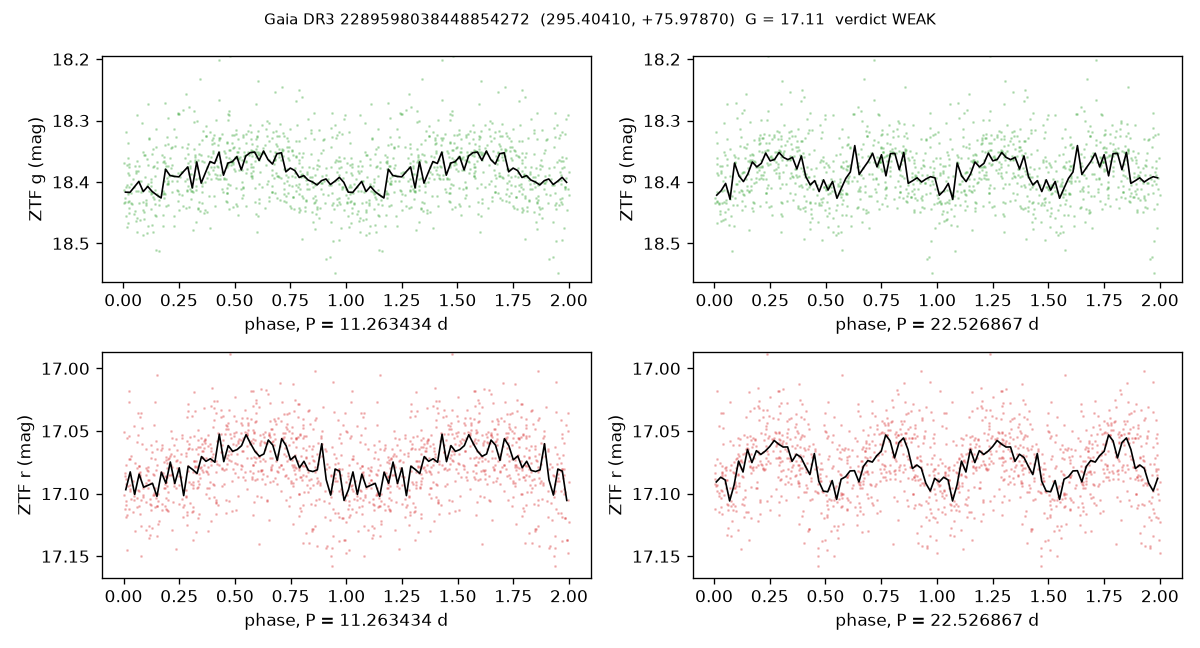 Gaia DR3 2289598038448854272 (295.40410, +75.97870) G = 17.11 verdict WEAK
18.2
18.3
18.4
18.5
ZTF g (mag)
0.00 0.25 0.50 0.75 1.00 1.25 1.50 1.75 2.00
phase, P = 11.263434 d
18.2
18.3
18.4
18.5
ZTF g (mag)
0.00 0.25 0.50 0.75 1.00 1.25 1.50 1.75 2.00
phase, P = 22.526867 d
17.00
17.05
17.10
17.15
ZTF r (mag)
0.00 0.25 0.50 0.75 1.00 1.25 1.50 1.75 2.00
phase, P = 11.263434 d
17.00
17.05
17.10
17.15
ZTF r (mag)
0.00 0.25 0.50 0.75 1.00 1.25 1.50 1.75 2.00
phase, P = 22.526867 d